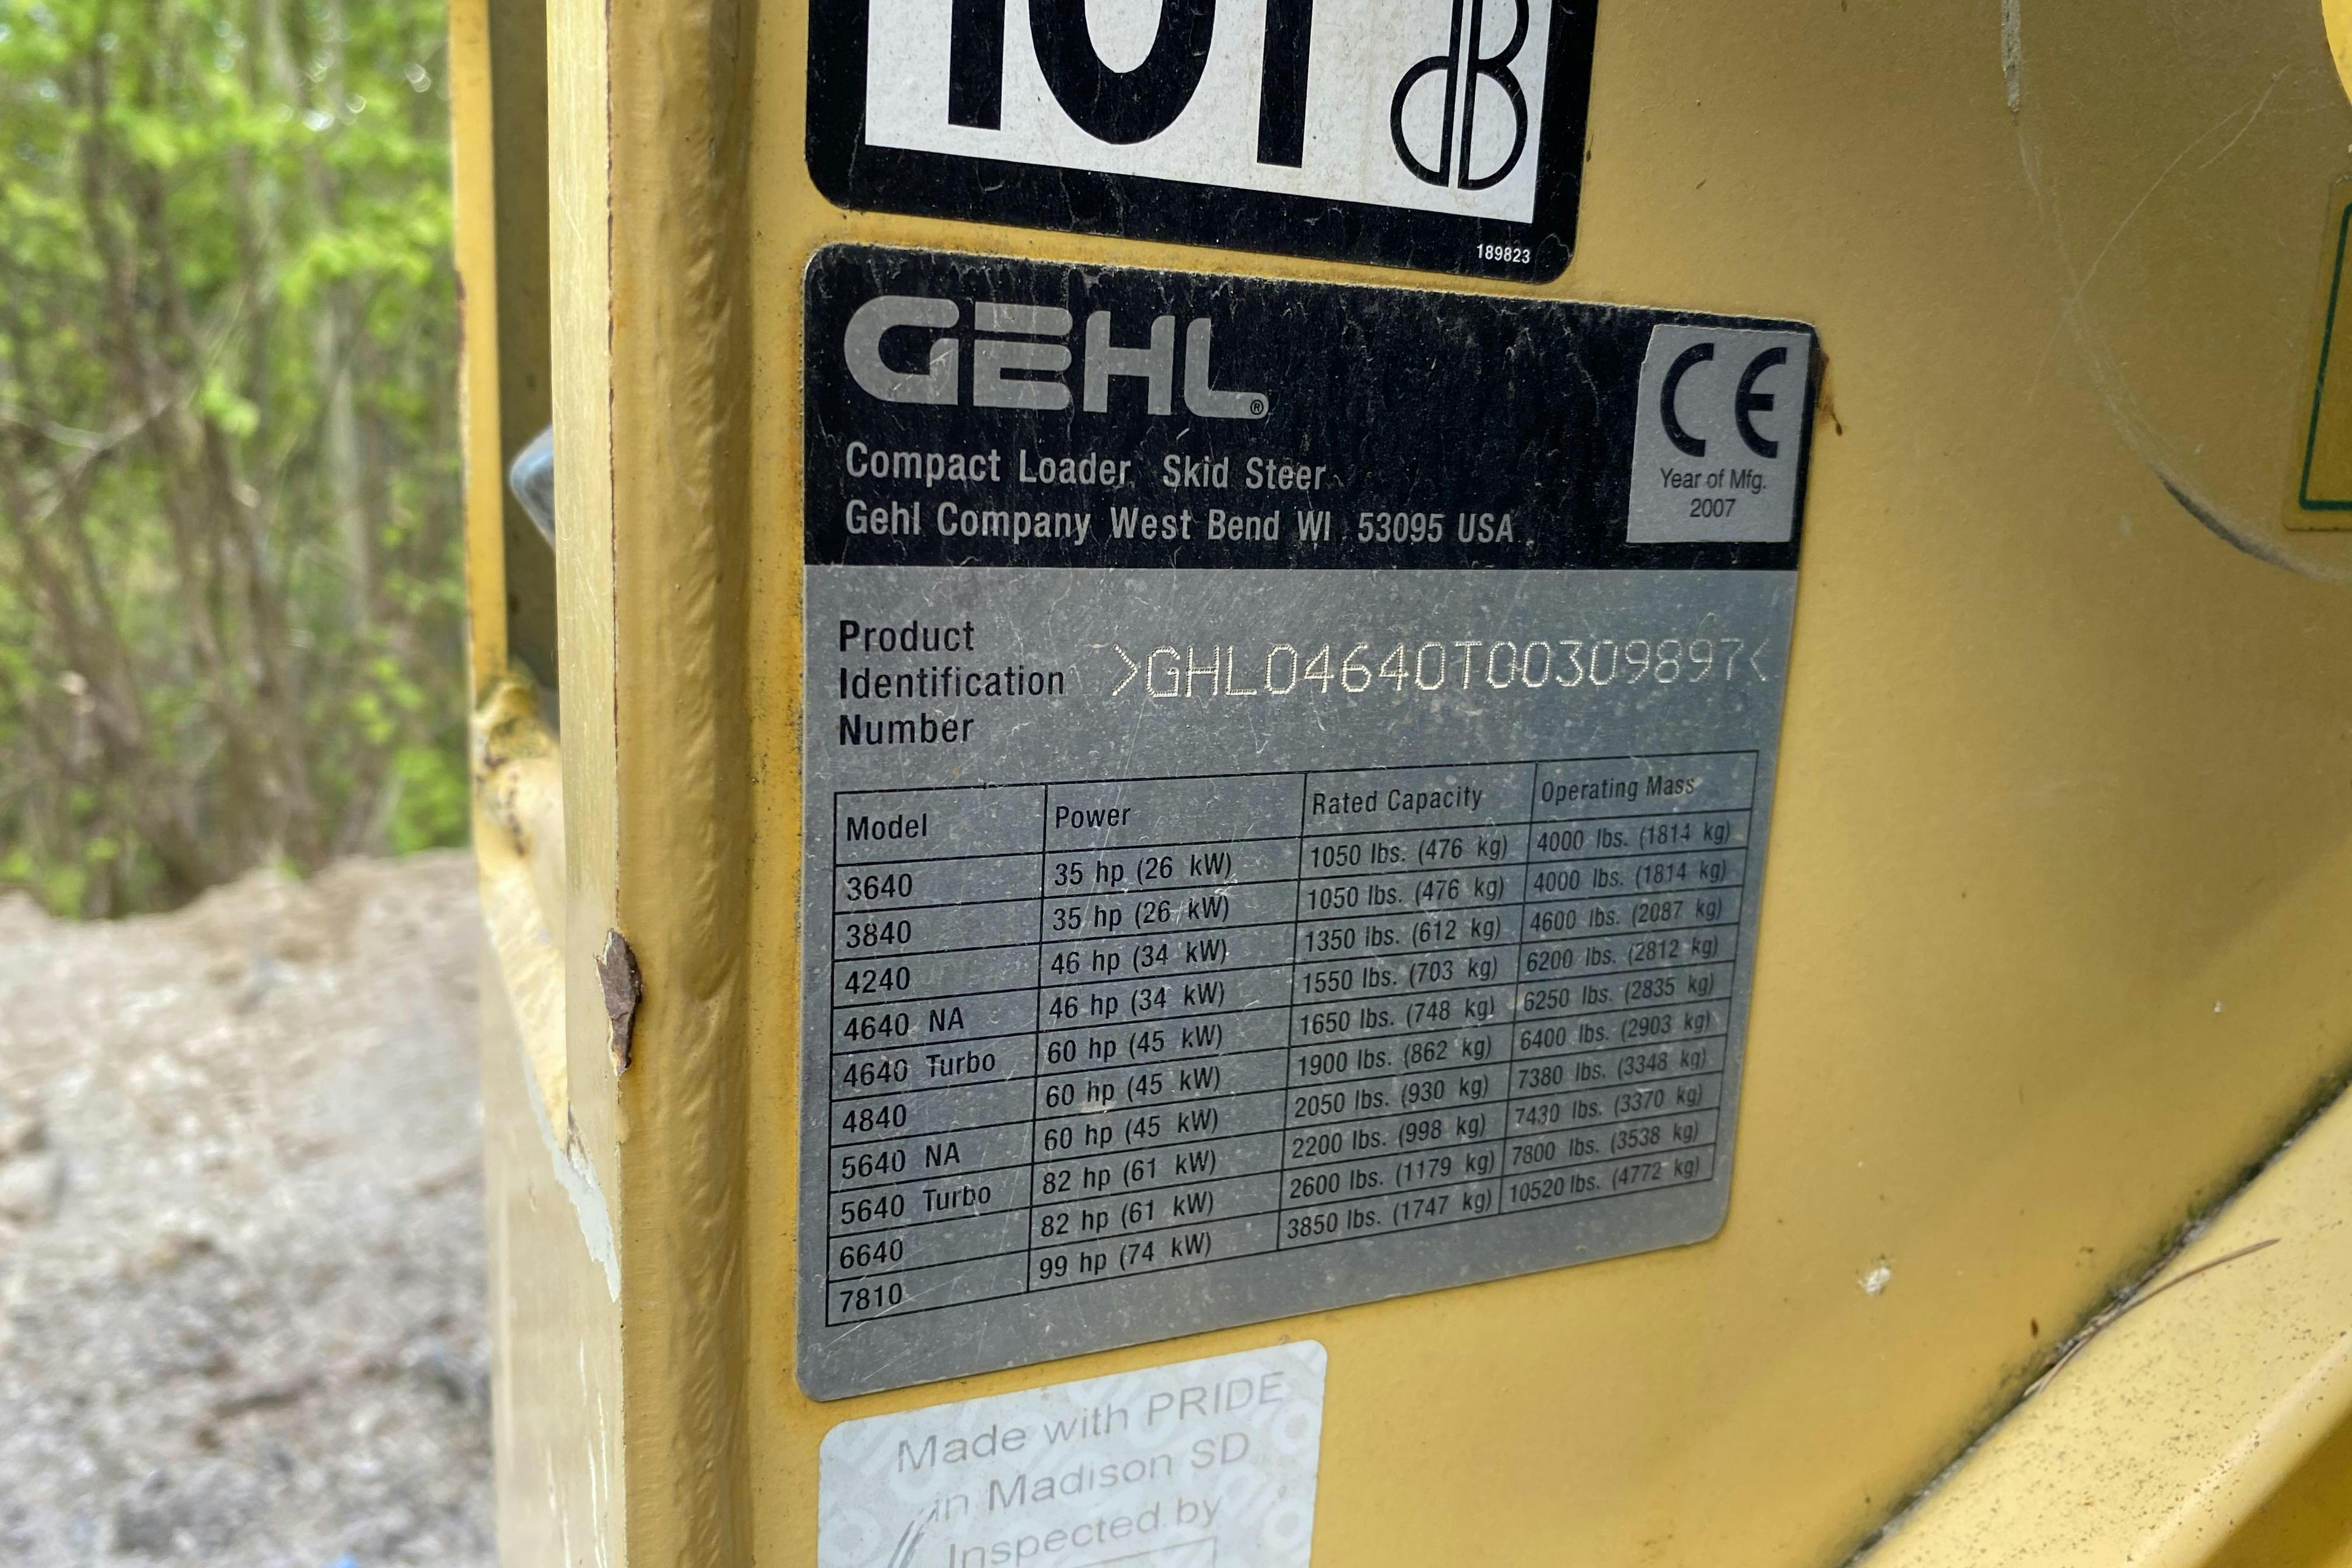 101 dB
189823
GEHL®
CE
Compact Loader, Skid Steer
Gehl Company West Bend WI 53095 USA
Year of Mfg.
2007
Product
Identification
Number
>GHL04640T00309897<
Model Power Rated Capacity Operating Mass
3640 35 hp (26 kW) 1050 lbs. (476 kg) 4000 lbs. (1814 kg)
3840 35 hp (26 kW) 1050 lbs. (476 kg) 4000 lbs. (1814 kg)
4240 46 hp (34 kW) 1350 lbs. (612 kg) 4600 lbs. (2087 kg)
4640 NA 46 hp (34 kW) 1550 lbs. (703 kg) 6200 lbs. (2812 kg)
4640 Turbo 60 hp (45 kW) 1650 lbs. (748 kg) 6250 lbs. (2835 kg)
4840 60 hp (45 kW) 1900 lbs. (862 kg) 6400 lbs. (2903 kg)
5640 NA 60 hp (45 kW) 2050 lbs. (930 kg) 7380 lbs. (3348 kg)
5640 Turbo 82 hp (61 kW) 2200 lbs. (998 kg) 7430 lbs. (3370 kg)
6640 82 hp (61 kW) 2600 lbs. (1179 kg) 7800 lbs. (3538 kg)
7810 99 hp (74 kW) 3850 lbs. (1747 kg) 10520 lbs. (4772 kg)
Made with PRIDE
in Madison SD
Inspected by